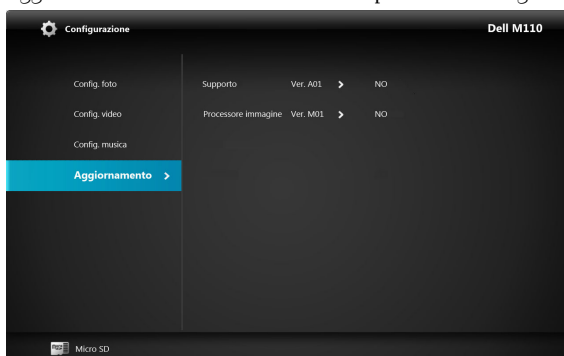 Configurazione Dell M110
Config. foto Supporto Ver. A01 > NO
Config. video Processore immagine Ver. M01 > NO
Config. musica
Aggiornamento >
Micro SD